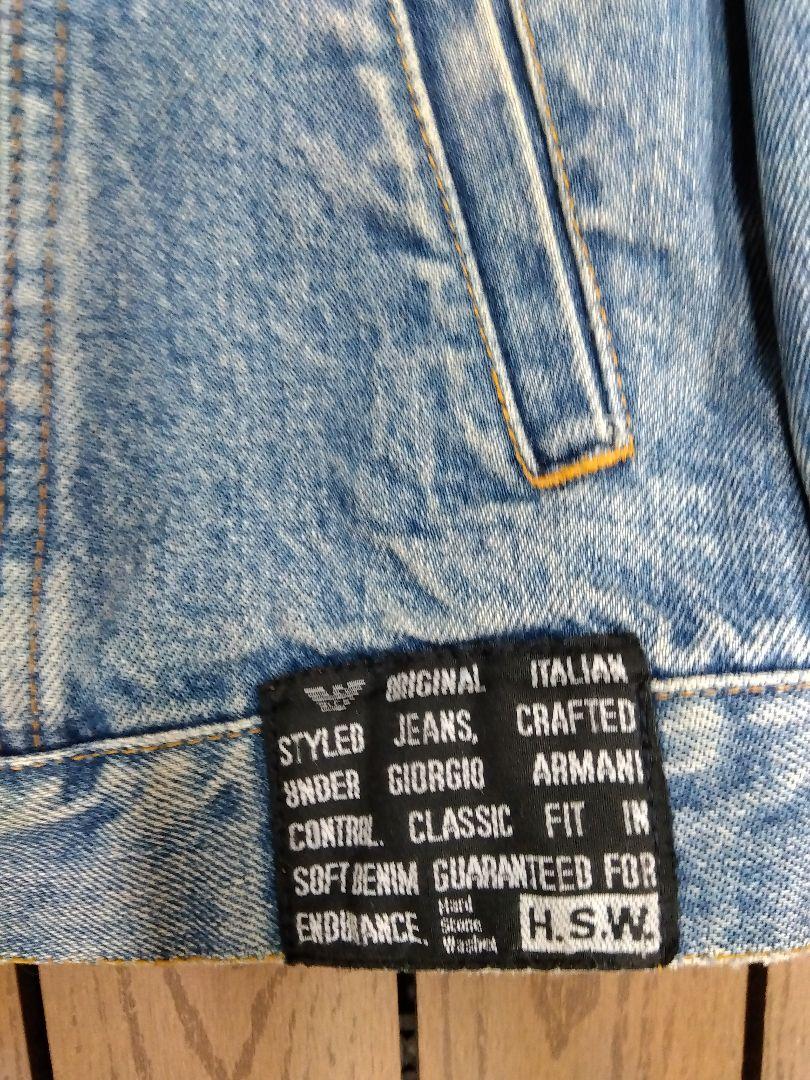 ORIGINAL ITALIAN
STYLED JEANS, CRAFTED
UNDER GIORGIO ARMANI
CONTROL. CLASSIC FIT IN
SOFT DENIM GUARANTEED FOR
ENDURANCE. Hard Stone Washed H.S.W.